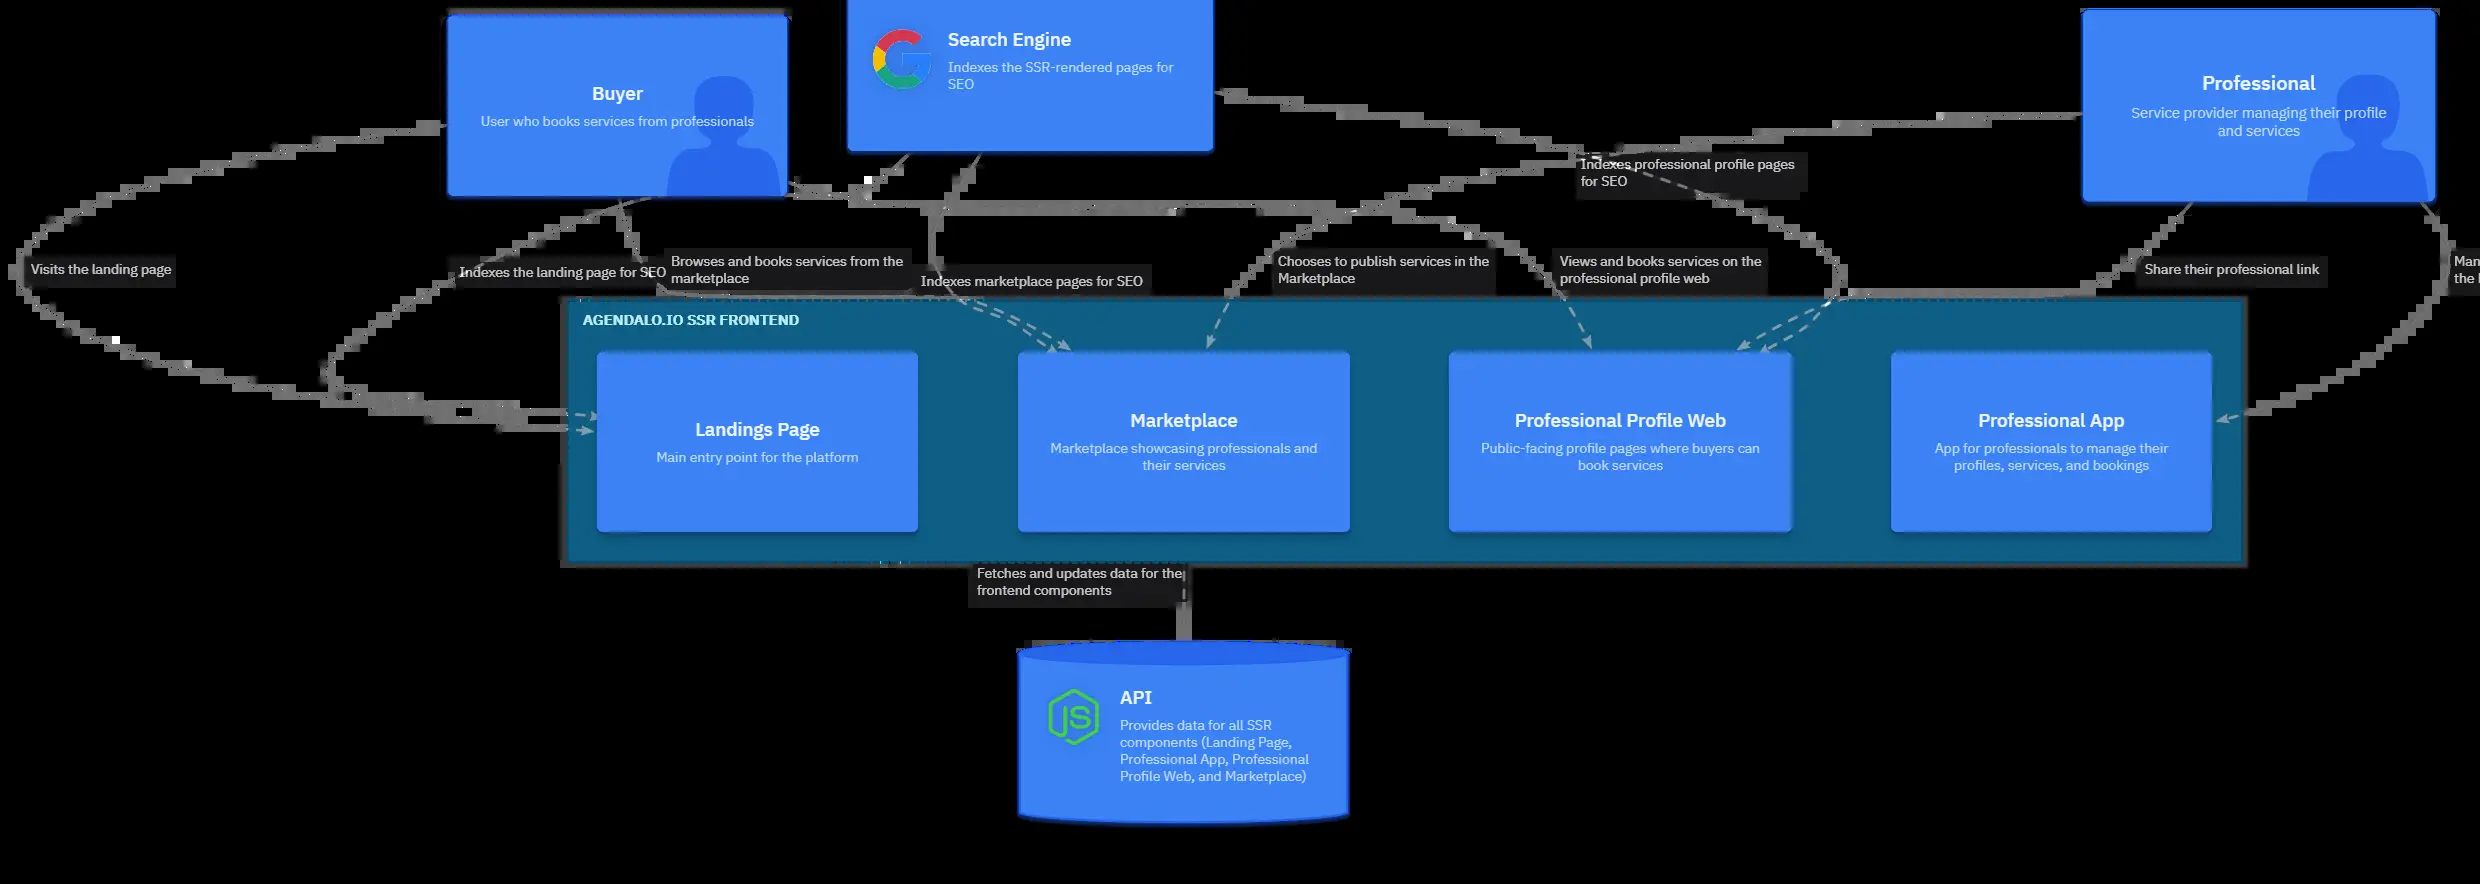 Buyer
User who books services from professionals
Search Engine
Indexes the SSR-rendered pages for
SEO
Professional
Service provider managing their profile
and services
Indexes professional profile pages
for SEO
Visits the landing page
Indexes the landing page for SEO
Browses and books services from the
marketplace
Indexes marketplace pages for SEO
Chooses to publish services in the
Marketplace
Views and books services on the
professional profile web
Share their professional link
Man
the
AGENDALO.IO SSR FRONTEND
Landings Page
Main entry point for the platform
Marketplace
Marketplace showcasing professionals and
their services
Professional Profile Web
Public-facing profile pages where buyers can
book services
Professional App
App for professionals to manage their
profiles, services, and bookings
Fetches and updates data for the
frontend components
JS
API
Provides data for all SSR
components (Landing Page,
Professional App, Professional
Profile Web, and Marketplace)